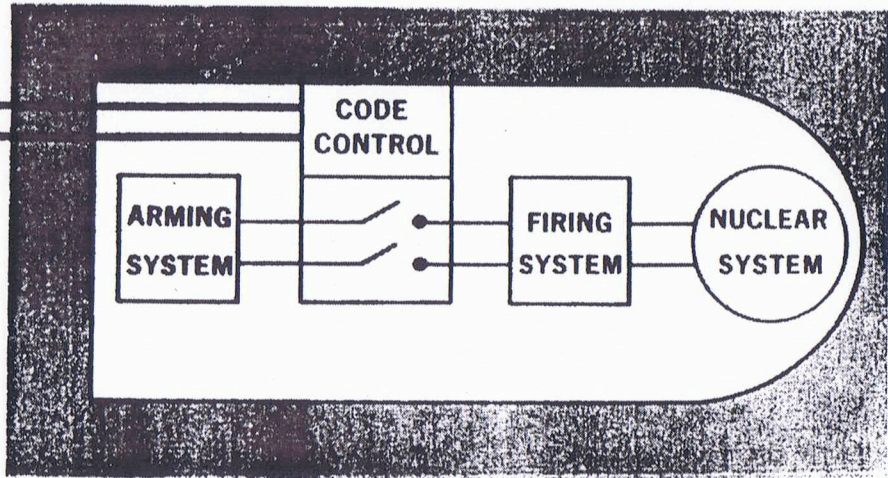 CODE
CONTROL
ARMING
SYSTEM
FIRING
SYSTEM
NUCLEAR
SYSTEM